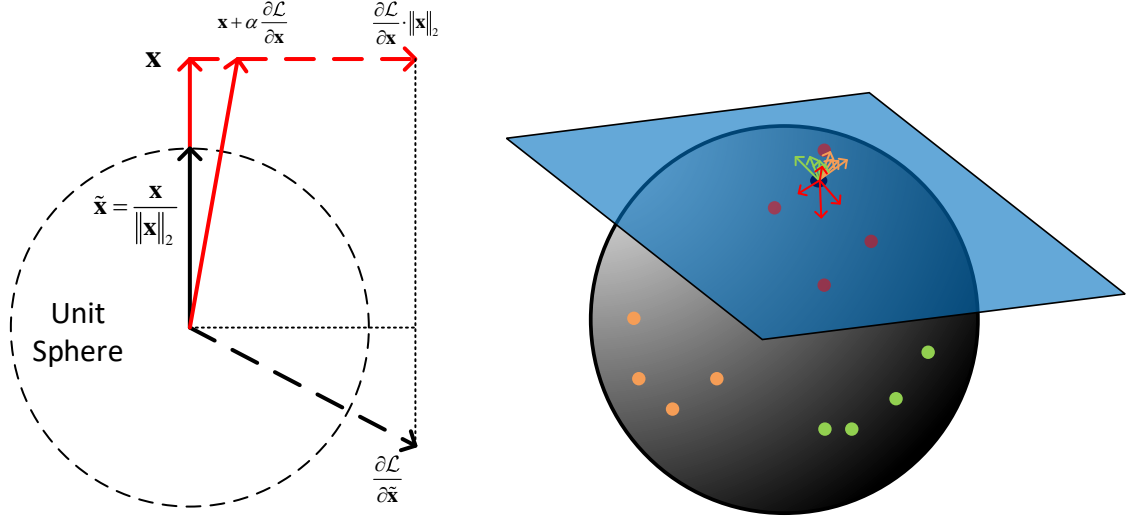 x + α ∂ℒ/∂x
∂ℒ/∂x · ‖x‖₂
x
x̃ = x/‖x‖₂
Unit
Sphere
∂ℒ/∂x̃